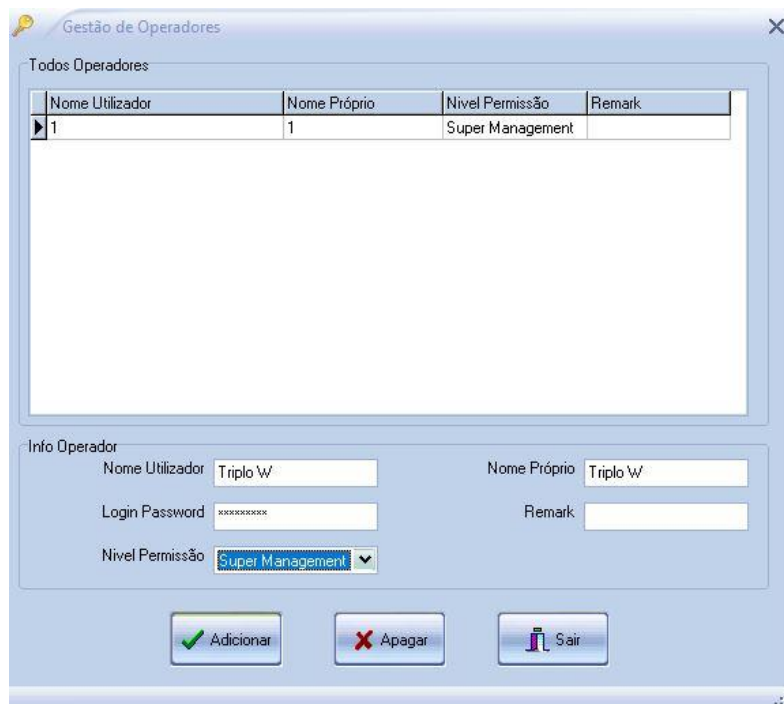 Gestão de Operadores
Todos Operadores
Nome Utilizador Nome Próprio Nivel Permissão Remark
1 1 Super Management
Info Operador
Nome Utilizador Triplo W Nome Próprio Triplo W
Login Password ********* Remark
Nivel Permissão Super Management
Adicionar Apagar Sair